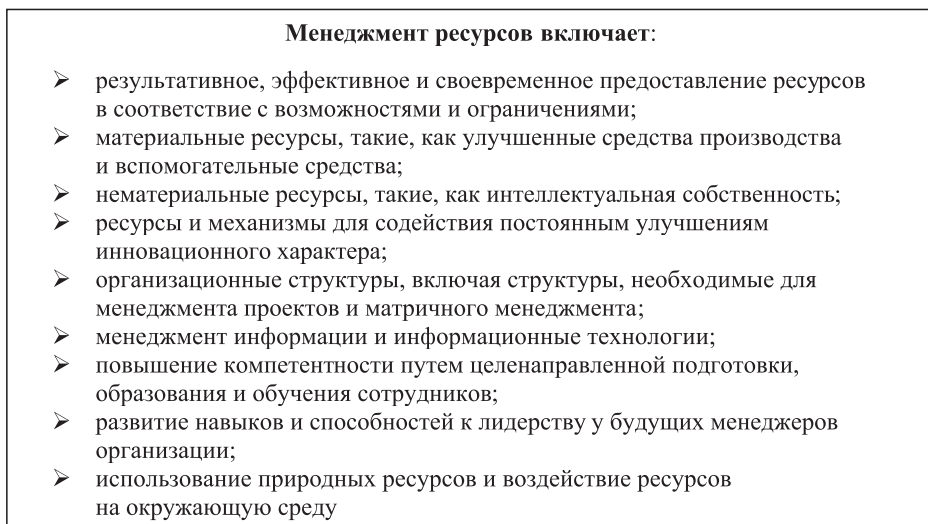 Менеджмент ресурсов включает:
➢ результативное, эффективное и своевременное предоставление ресурсов
в соответствие с возможностями и ограничениями;
➢ материальные ресурсы, такие, как улучшенные средства производства
и вспомогательные средства;
➢ нематериальные ресурсы, такие, как интеллектуальная собственность;
➢ ресурсы и механизмы для содействия постоянным улучшениям
инновационного характера;
➢ организационные структуры, включая структуры, необходимые для
менеджмента проектов и матричного менеджмента;
➢ менеджмент информации и информационные технологии;
➢ повышение компетентности путем целенаправленной подготовки,
образования и обучения сотрудников;
➢ развитие навыков и способностей к лидерству у будущих менеджеров
организации;
➢ использование природных ресурсов и воздействие ресурсов
на окружающую среду